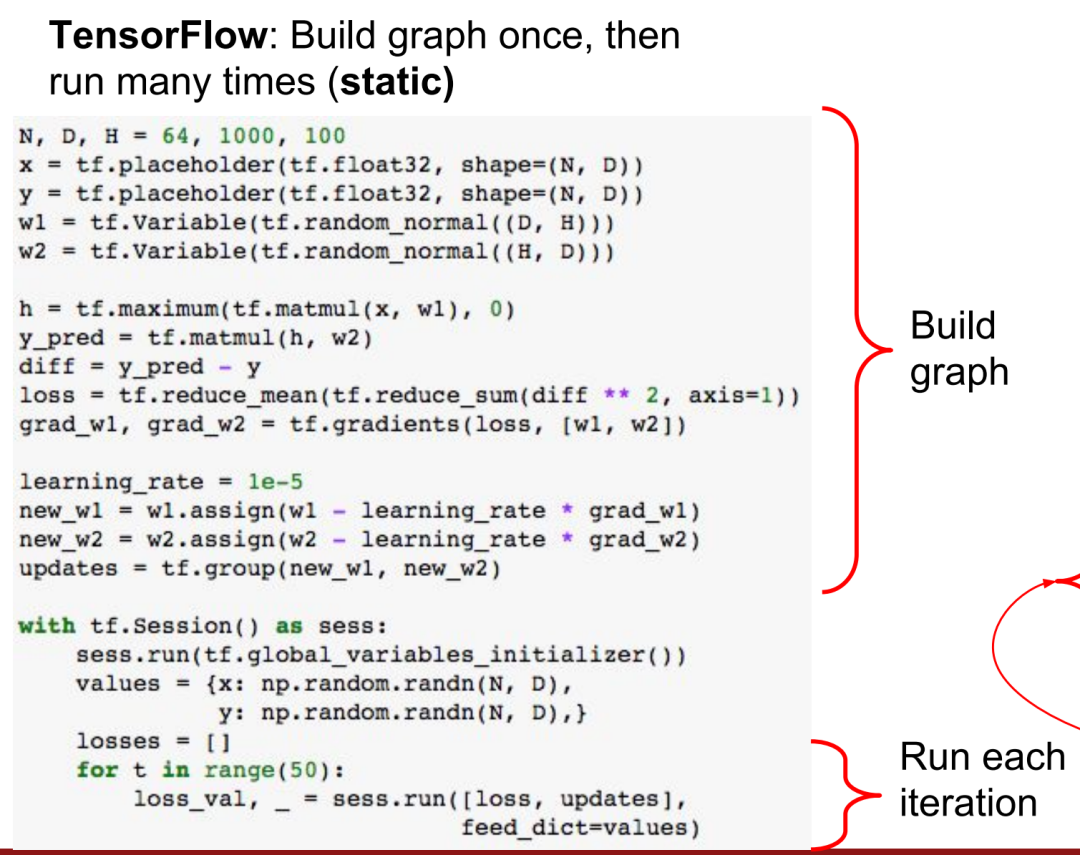 TensorFlow: Build graph once, then
run many times (static)
N, D, H = 64, 1000, 100
x = tf.placeholder(tf.float32, shape=(N, D))
y = tf.placeholder(tf.float32, shape=(N, D))
w1 = tf.Variable(tf.random_normal((D, H)))
w2 = tf.Variable(tf.random_normal((H, D)))
h = tf.maximum(tf.matmul(x, w1), 0)
y_pred = tf.matmul(h, w2)
diff = y_pred - y
loss = tf.reduce_mean(tf.reduce_sum(diff ** 2, axis=1))
grad_w1, grad_w2 = tf.gradients(loss, [w1, w2])
learning_rate = 1e-5
new_w1 = w1.assign(w1 - learning_rate * grad_w1)
new_w2 = w2.assign(w2 - learning_rate * grad_w2)
updates = tf.group(new_w1, new_w2)
Build
graph
with tf.Session() as sess:
    sess.run(tf.global_variables_initializer())
    values = {x: np.random.randn(N, D),
              y: np.random.randn(N, D),}
    losses = []
    for t in range(50):
        loss_val, _ = sess.run([loss, updates],
                               feed_dict=values)
Run each
iteration